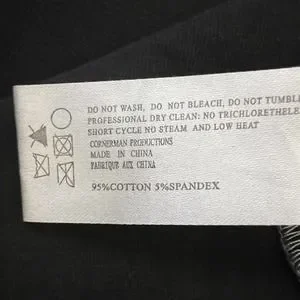 DO NOT WASH, DO NOT BLEACH, DO NOT TUMBLE
PROFESSIONAL DRY CLEAN: NO TRICHLORETHELE
SHORT CYCLE NO STEAM AND LOW HEAT
CORNERMAN PRODUCTIONS
MADE IN CHINA
FABRIQUE AUX CHINA
95%COTTON 5%SPANDEX